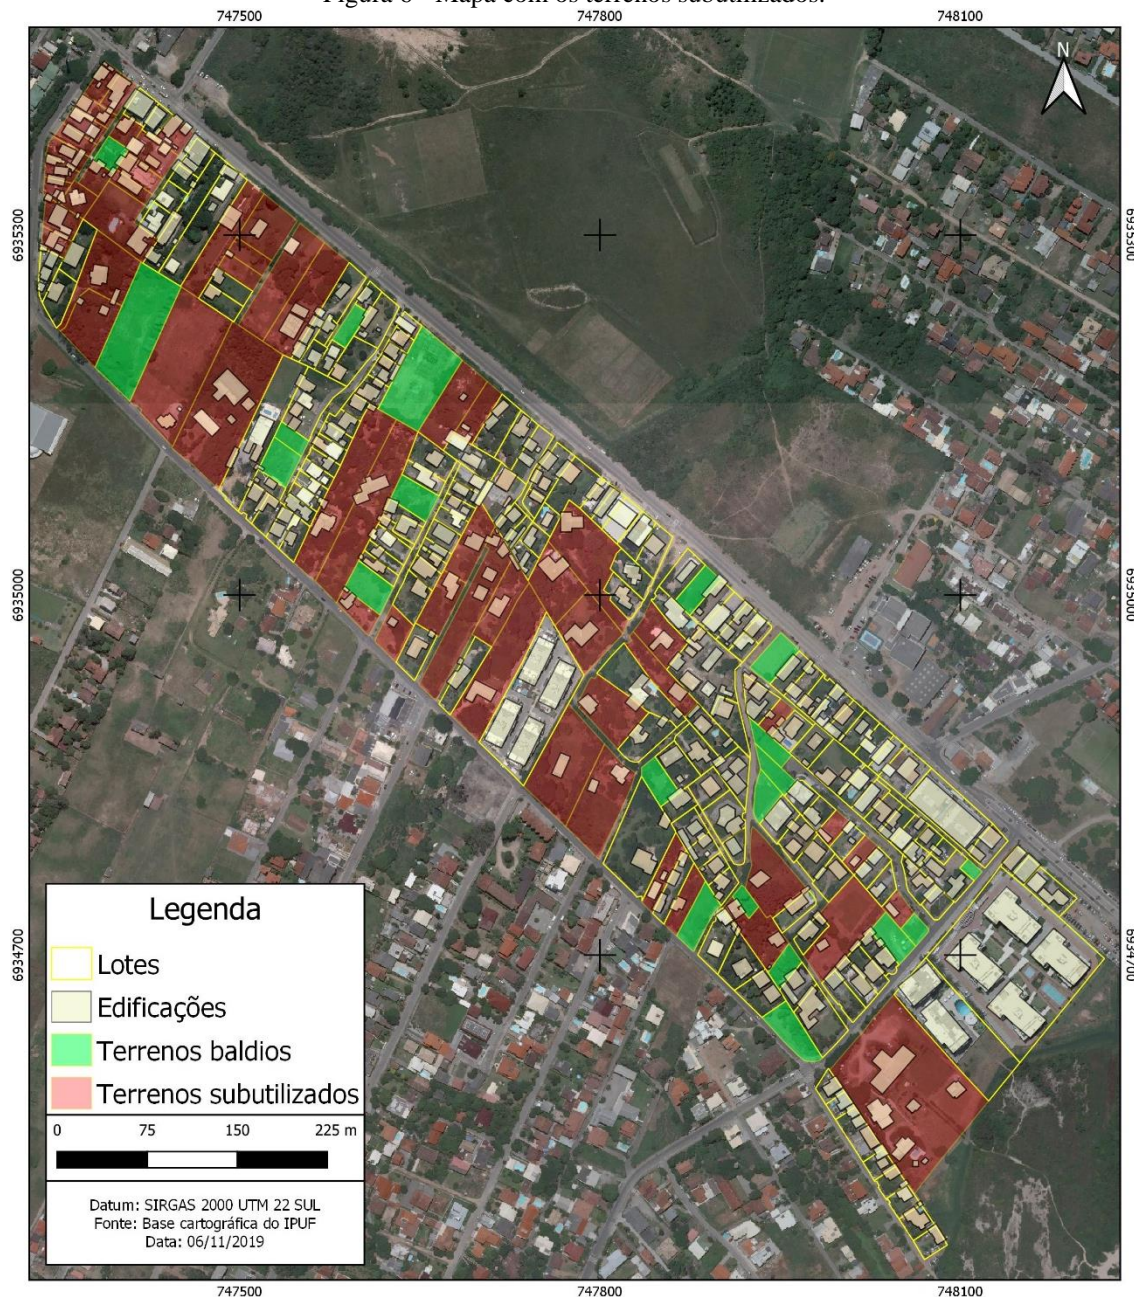 Figura 6 - Mapa com os terrenos subutilizados.
747500 747800 748100
N
6935300 6935300
6935000 6935000
6934700 6934700
Legenda
Lotes
Edificações
Terrenos baldios
Terrenos subutilizados
0 75 150 225 m
Datum: SIRGAS 2000 UTM 22 SUL
Fonte: Base cartográfica do IPUF
Data: 06/11/2019
747500 747800 748100